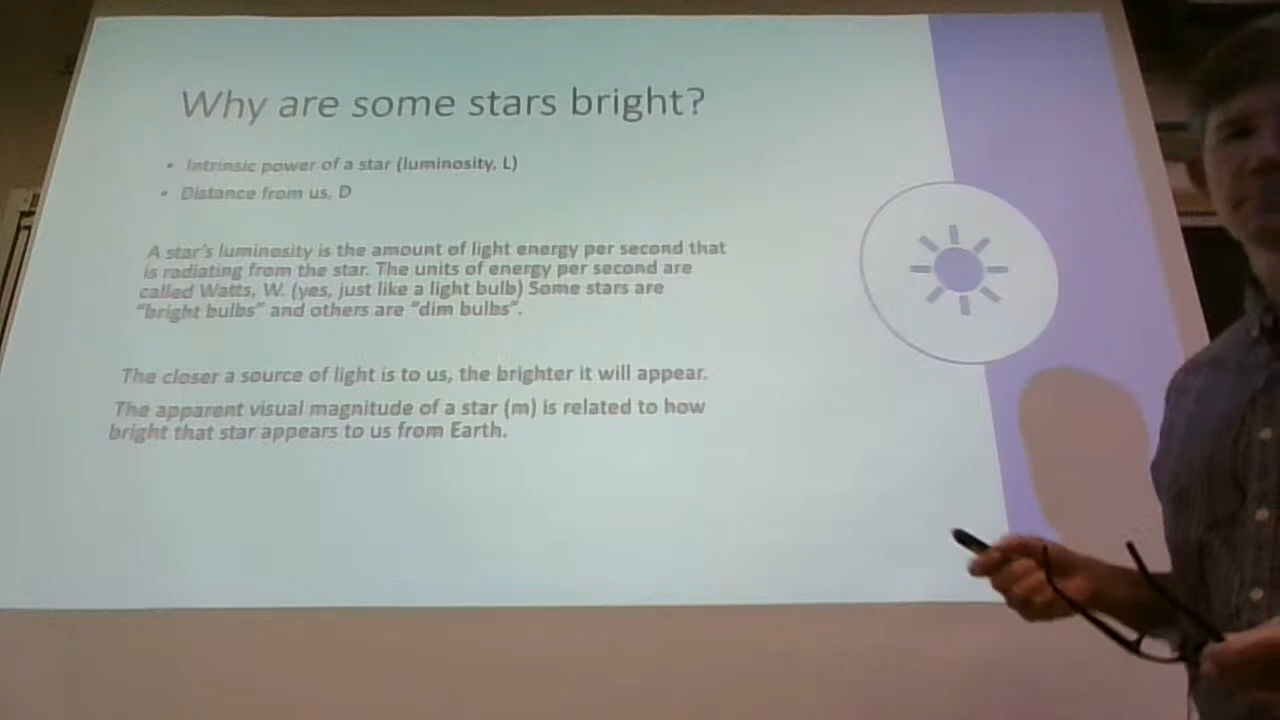 Why are some stars bright?
• Intrinsic power of a star (luminosity, L)
• Distance from us, D
A star's luminosity is the amount of light energy per second that
is radiating from the star. The units of energy per second are
called Watts, W. (yes, just like a light bulb) Some stars are
"bright bulbs" and others are "dim bulbs".
The closer a source of light is to us, the brighter it will appear.
The apparent visual magnitude of a star (m) is related to how
bright that star appears to us from Earth.